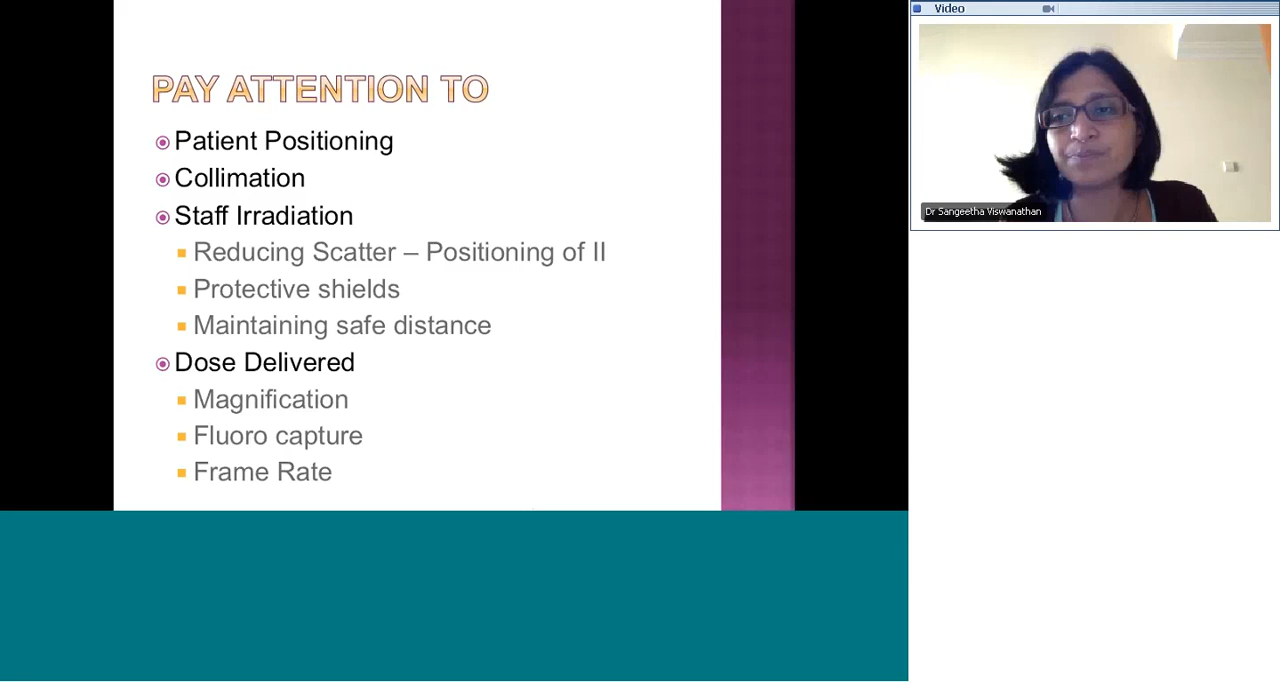 PAY ATTENTION TO
Patient Positioning
Collimation
Staff Irradiation
Reducing Scatter – Positioning of II
Protective shields
Maintaining safe distance
Dose Delivered
Magnification
Fluoro capture
Frame Rate
Video
Dr Sangeetha Viswanathan